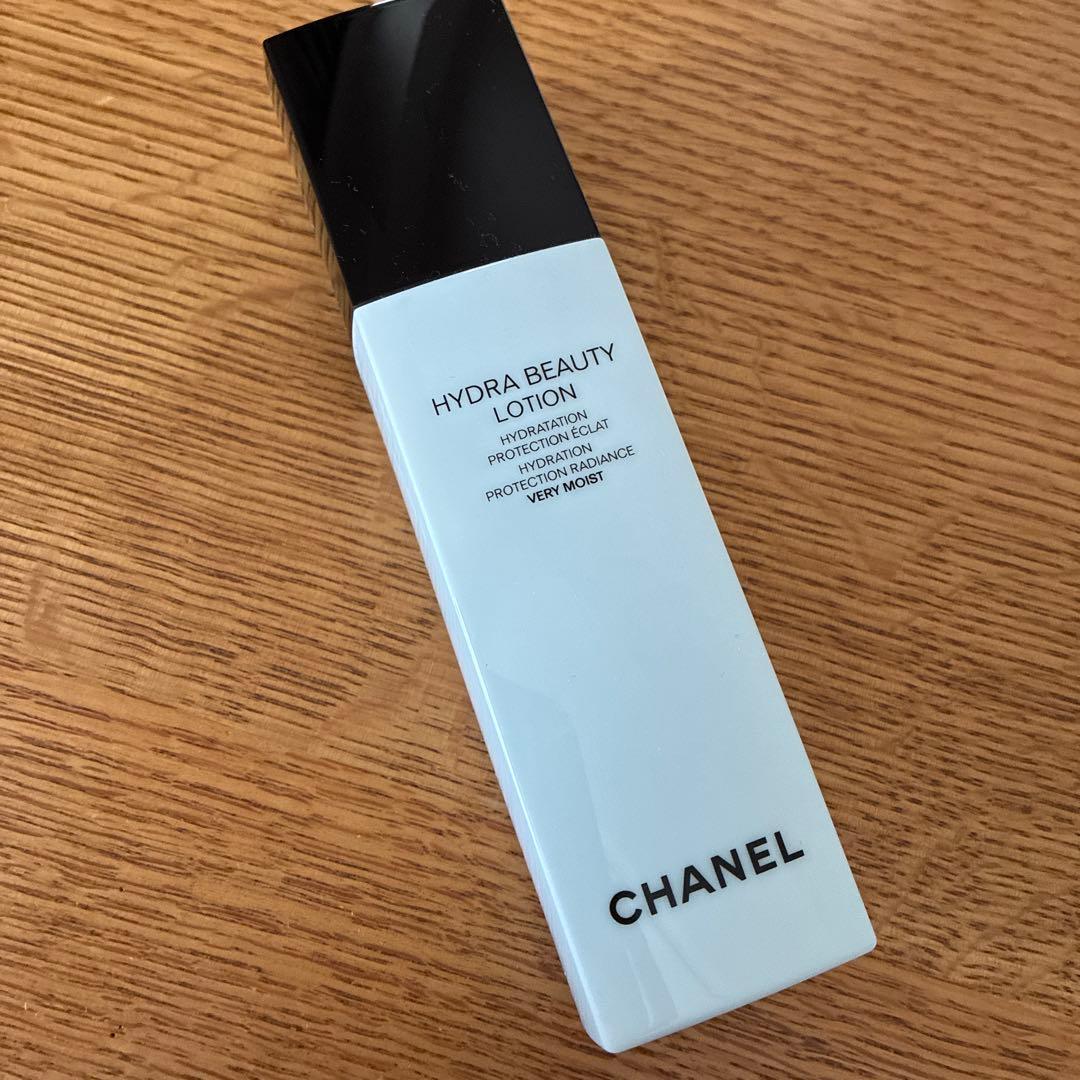 HYDRA BEAUTY
LOTION
HYDRATATION
PROTECTION ÉCLAT
HYDRATION
PROTECTION RADIANCE
VERY MOIST
CHANEL